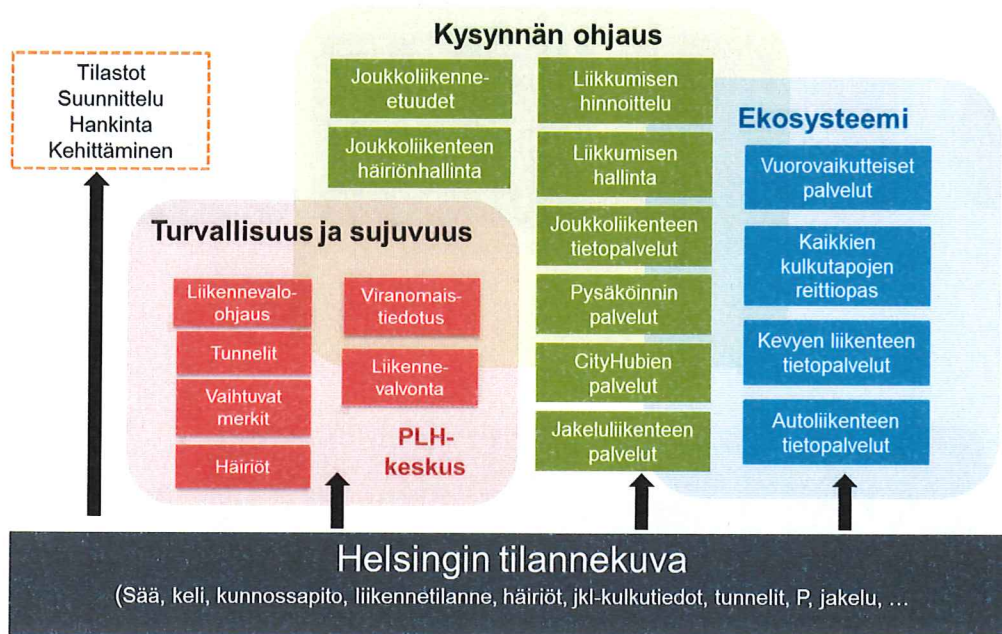 Kysynnän ohjaus
Tilastot
Suunnittelu
Hankinta
Kehittäminen
Joukkoliikenne-
etuudet
Joukkoliikenteen
häiriönhallinta
Liikkumisen
hinnoittelu
Liikkumisen
hallinta
Joukkoliikenteen
tietopalvelut
Pysäköinnin
palvelut
CityHubien
palvelut
Jakeluliikenteen
palvelut
Ekosysteemi
Vuorovaikutteiset
palvelut
Kaikkien
kulkutapojen
reittiopas
Kevyen liikenteen
tietopalvelut
Autoliikenteen
tietopalvelut
Turvallisuus ja sujuvuus
Liikennevalo-
ohjaus
Tunnelit
Vaihtuvat
merkit
Häiriöt
Viranomais-
tiedotus
Liikenne-
valvonta
PLH-
keskus
Helsingin tilannekuva
(Sää, keli, kunnossapito, liikennetilanne, häiriöt, jkl-kulkutiedot, tunnelit, P, jakelu, …